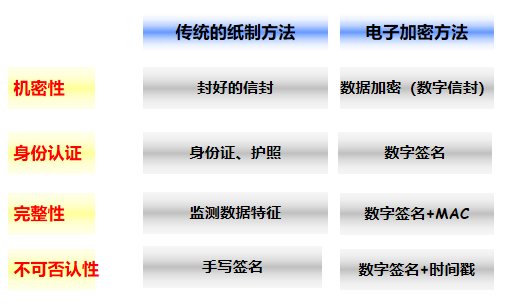 传统的纸制方法 电子加密方法
机密性 封好的信封 数据加密（数字信封）
身份认证 身份证、护照 数字签名
完整性 监测数据特征 数字签名+MAC
不可否认性 手写签名 数字签名+时间戳